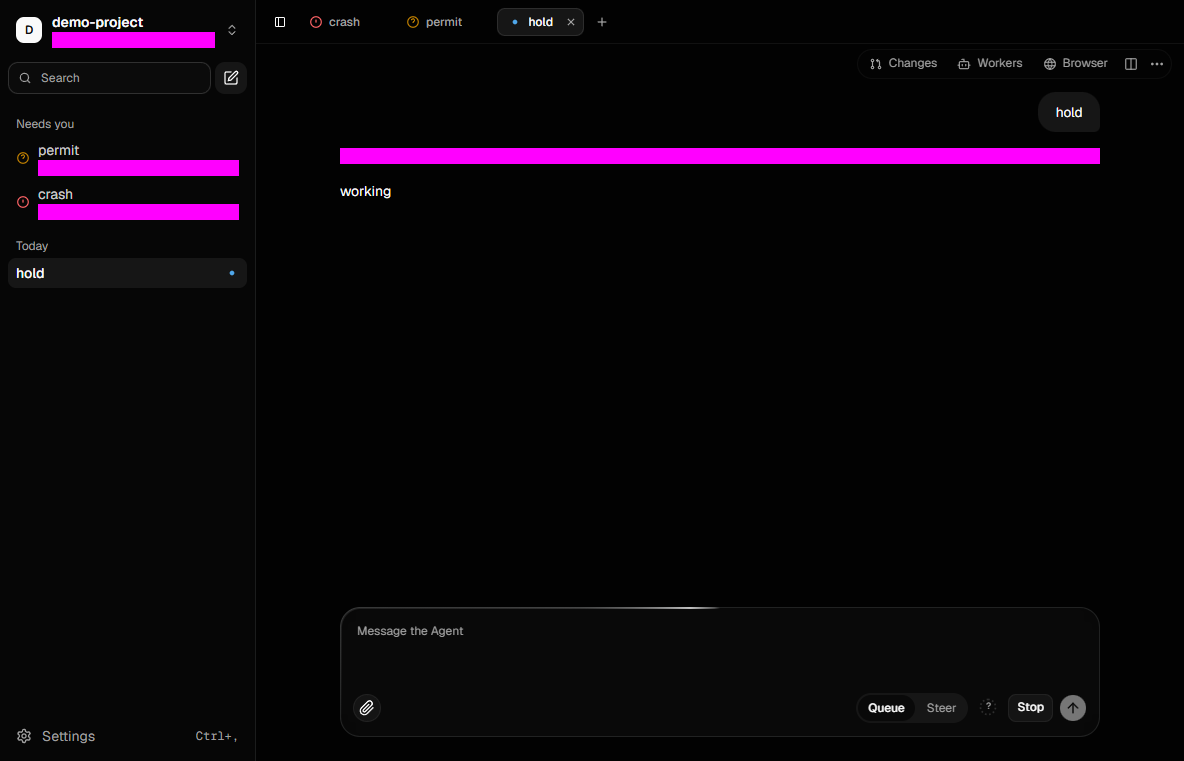 D
demo-project
Search
Needs you
permit
crash
Today
hold
Settings
Ctrl+,
crash
permit
hold
Changes
Workers
Browser
hold
working
Message the Agent
Queue
Steer
?
Stop